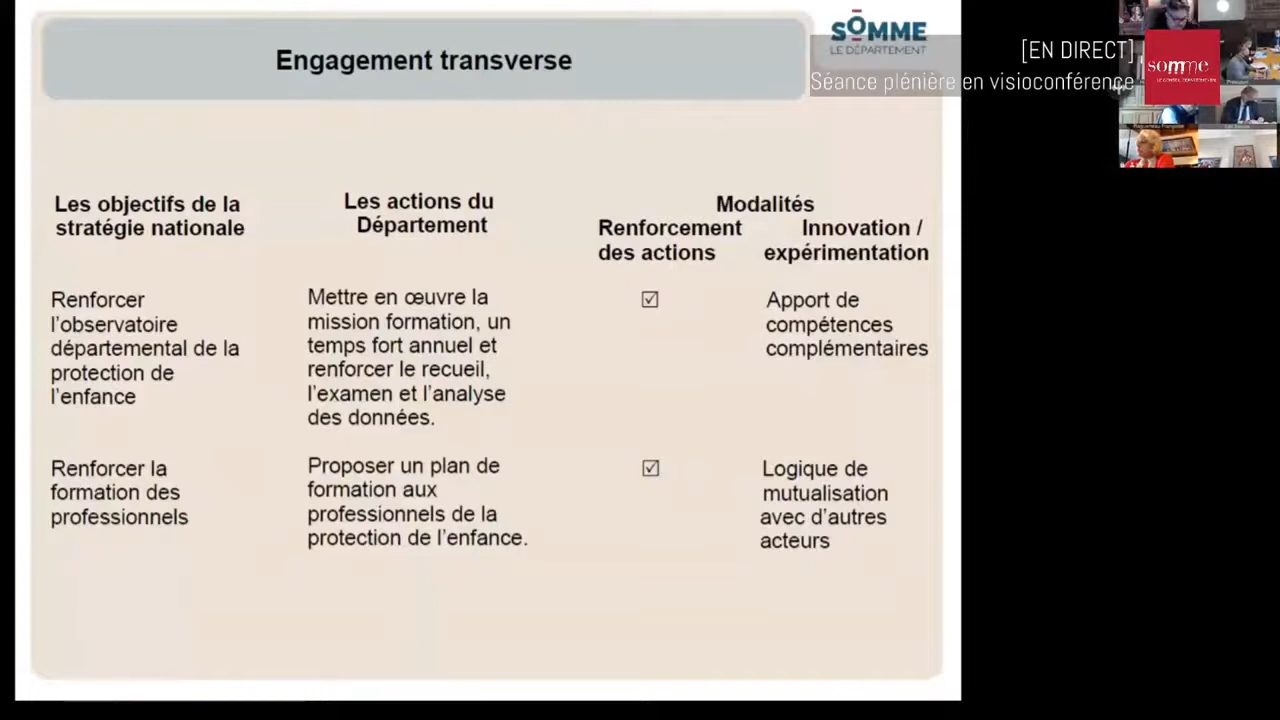 Engagement transverse
SOMME
LE DÉPARTEMENT
[EN DIRECT]
Séance plénière en visioconférence
somme
Les objectifs de la
stratégie nationale
Les actions du
Département
Modalités
Renforcement
des actions
Innovation /
expérimentation
Renforcer
l'observatoire
départemental de la
protection de
l'enfance
Mettre en œuvre la
mission formation, un
temps fort annuel et
renforcer le recueil,
l'examen et l'analyse
des données.
☑
Apport de
compétences
complémentaires
Renforcer la
formation des
professionnels
Proposer un plan de
formation aux
professionnels de la
protection de l'enfance.
☑
Logique de
mutualisation
avec d'autres
acteurs